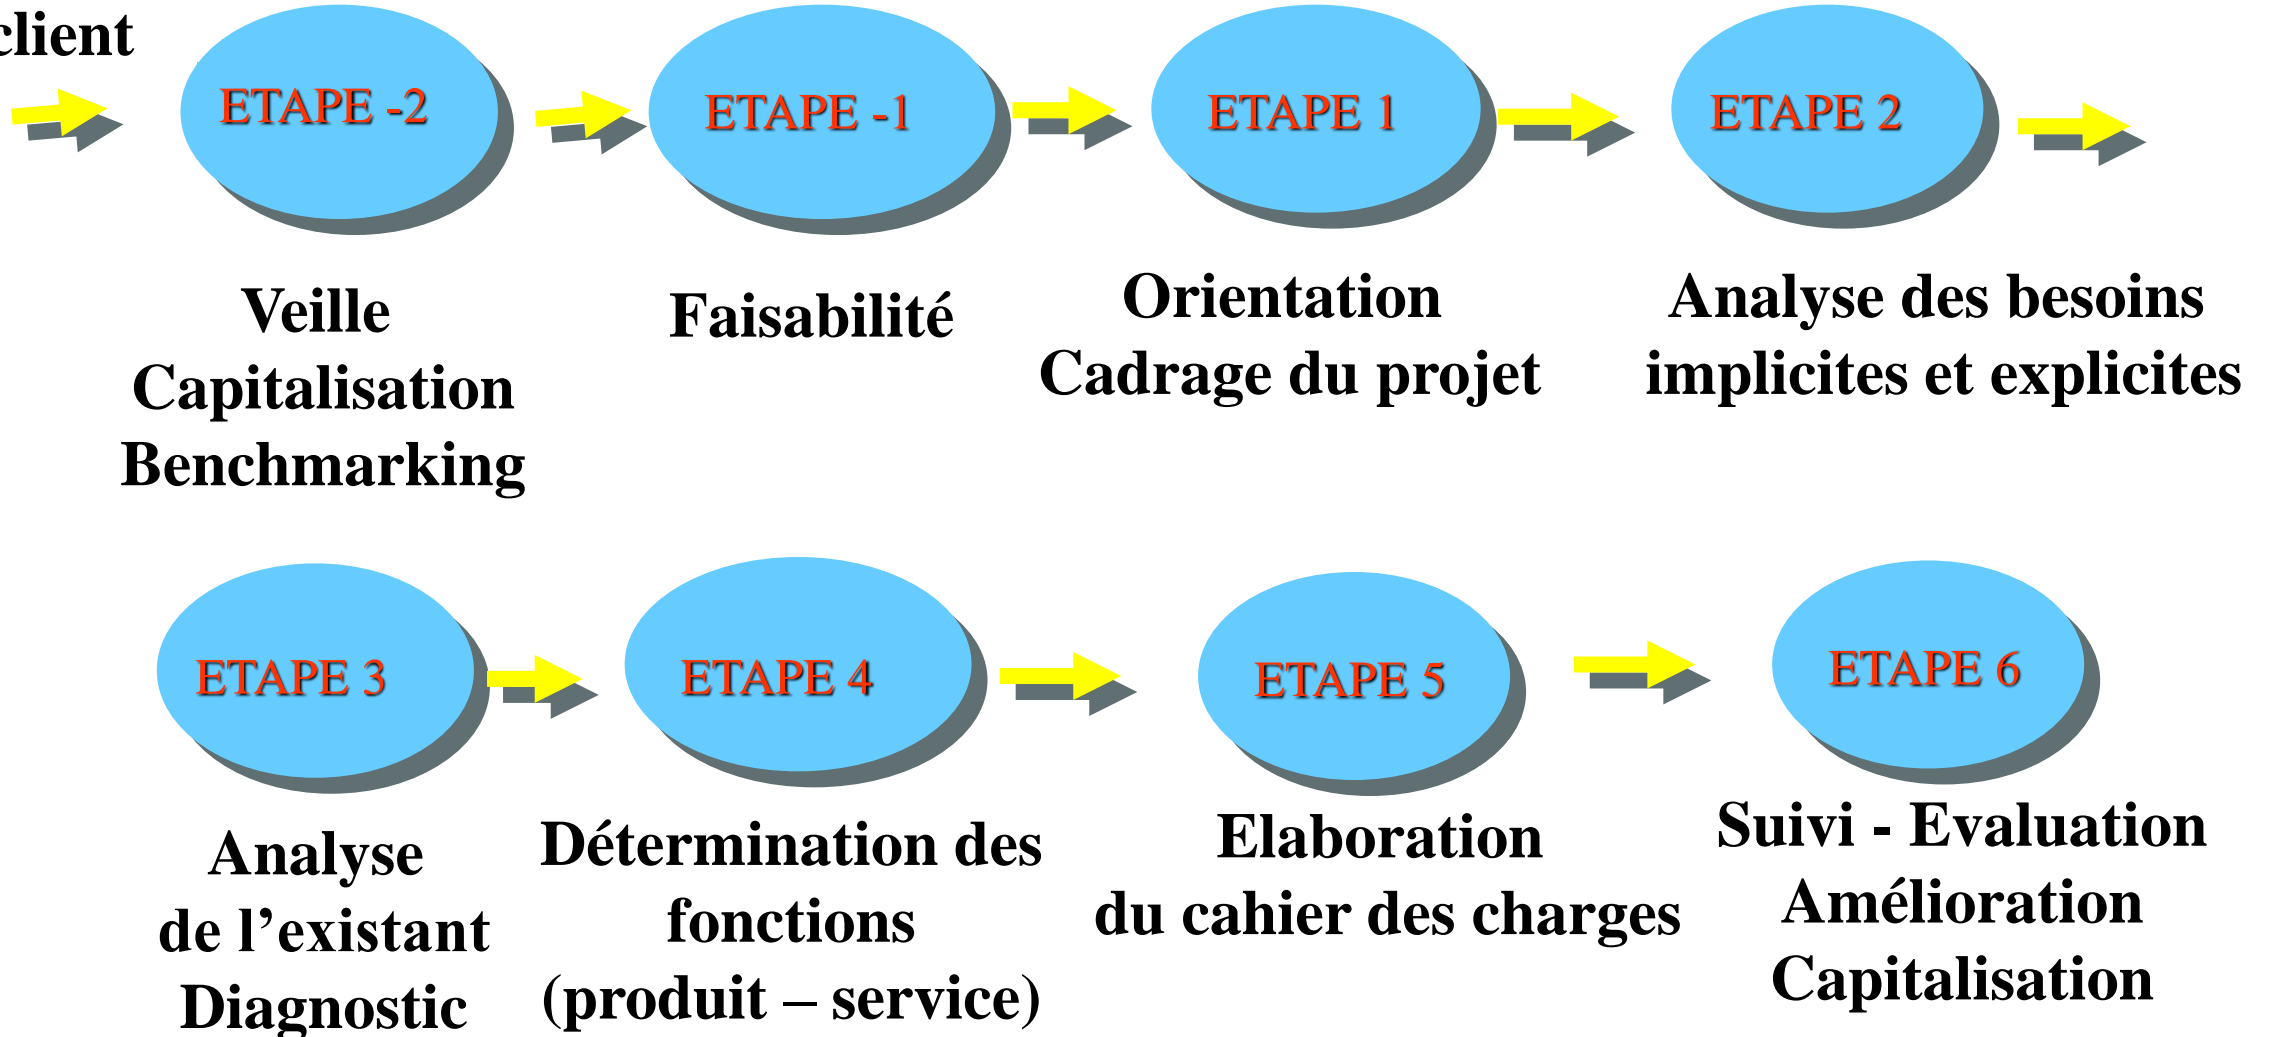 client
ETAPE -2
ETAPE -1
ETAPE 1
ETAPE 2
Veille
Capitalisation
Benchmarking
Faisabilité
Orientation
Cadrage du projet
Analyse des besoins
implicites et explicites
ETAPE 3
ETAPE 4
ETAPE 5
ETAPE 6
Analyse
de l’existant
Diagnostic
Détermination des
fonctions
(produit – service)
Elaboration
du cahier des charges
Suivi - Evaluation
Amélioration
Capitalisation